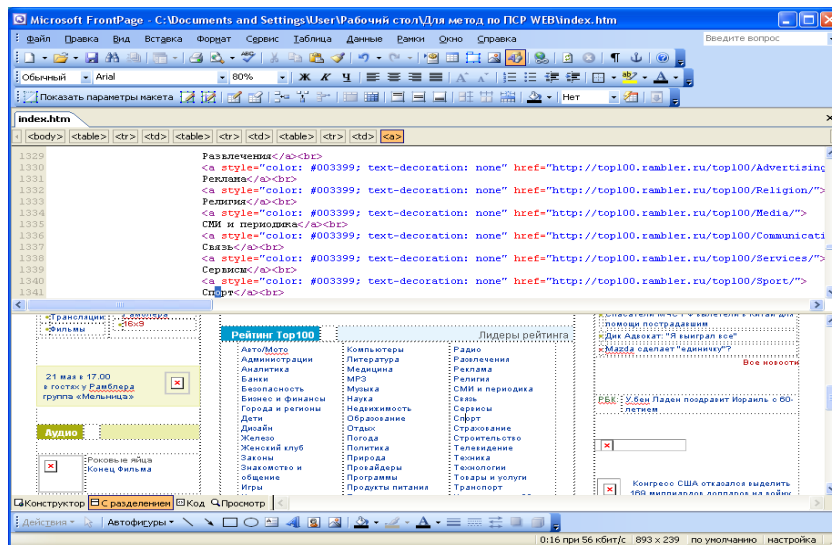 Microsoft FrontPage - C:\Documents and Settings\User\Рабочий стол\Для метод по ПСР WEB\index.htm
Файл Правка Вид Вставка Формат Сервис Таблица Данные Рамки Окно Справка Введите вопрос
Обычный Arial 80% Ж К Ч
Показать параметры макета Нет
index.htm
<body> <table> <tr> <td> <table> <tr> <td> <table> <tr> <td> <a>
1329 Развлечения</a><br>
1330 <a style="color: #003399; text-decoration: none" href="http://top100.rambler.ru/top100/Advertising
1331 Реклама</a><br>
1332 <a style="color: #003399; text-decoration: none" href="http://top100.rambler.ru/top100/Religion/">
1333 Религия</a><br>
1334 <a style="color: #003399; text-decoration: none" href="http://top100.rambler.ru/top100/Media/">
1335 СМИ и периодика</a><br>
1336 <a style="color: #003399; text-decoration: none" href="http://top100.rambler.ru/top100/Communicati
1337 Связь</a><br>
1338 <a style="color: #003399; text-decoration: none" href="http://top100.rambler.ru/top100/Services/">
1339 Сервисы</a><br>
1340 <a style="color: #003399; text-decoration: none" href="http://top100.rambler.ru/top100/Sport/">
1341 Спорт</a><br>
Трансляции:
Фильмы
16x9
21 мая в 17.00
в гостях у Рамблера
группа «Мельница»
Аудио
Роковые яйца
Конец Фильма
Рейтинг Top100 Лидеры рейтинга
Авто/Мото
Администрации
Аналитика
Банки
Безопасность
Бизнес и финансы
Города и регионы
Дети
Дизайн
Железо
Женский клуб
Законы
Знакомство и
общение
Игры
Компьютеры
Литература
Медицина
MP3
Музыка
Наука
Недвижимость
Образование
Отдых
Погода
Политика
Природа
Провайдеры
Программы
Продукты питания
Радио
Развлечения
Реклама
Религия
СМИ и периодика
Связь
Сервисы
Спорт
Страхование
Строительство
Телевидение
Техника
Технологии
Товары и услуги
Транспорт
помощи пострадавшим
Дик Адвокат: "Я выиграл все"
Mazda сделает "единичку"?
Все новости
РБК: Усбен Паден поздравит Израиль с 60-
летием
Конгресс США отказался выделить
169 миллиардов долларов на войну
Конструктор С разделением Код Просмотр
Действия Автофигуры
0:16 при 56 кбит/с 893 x 239 по умолчанию настройка